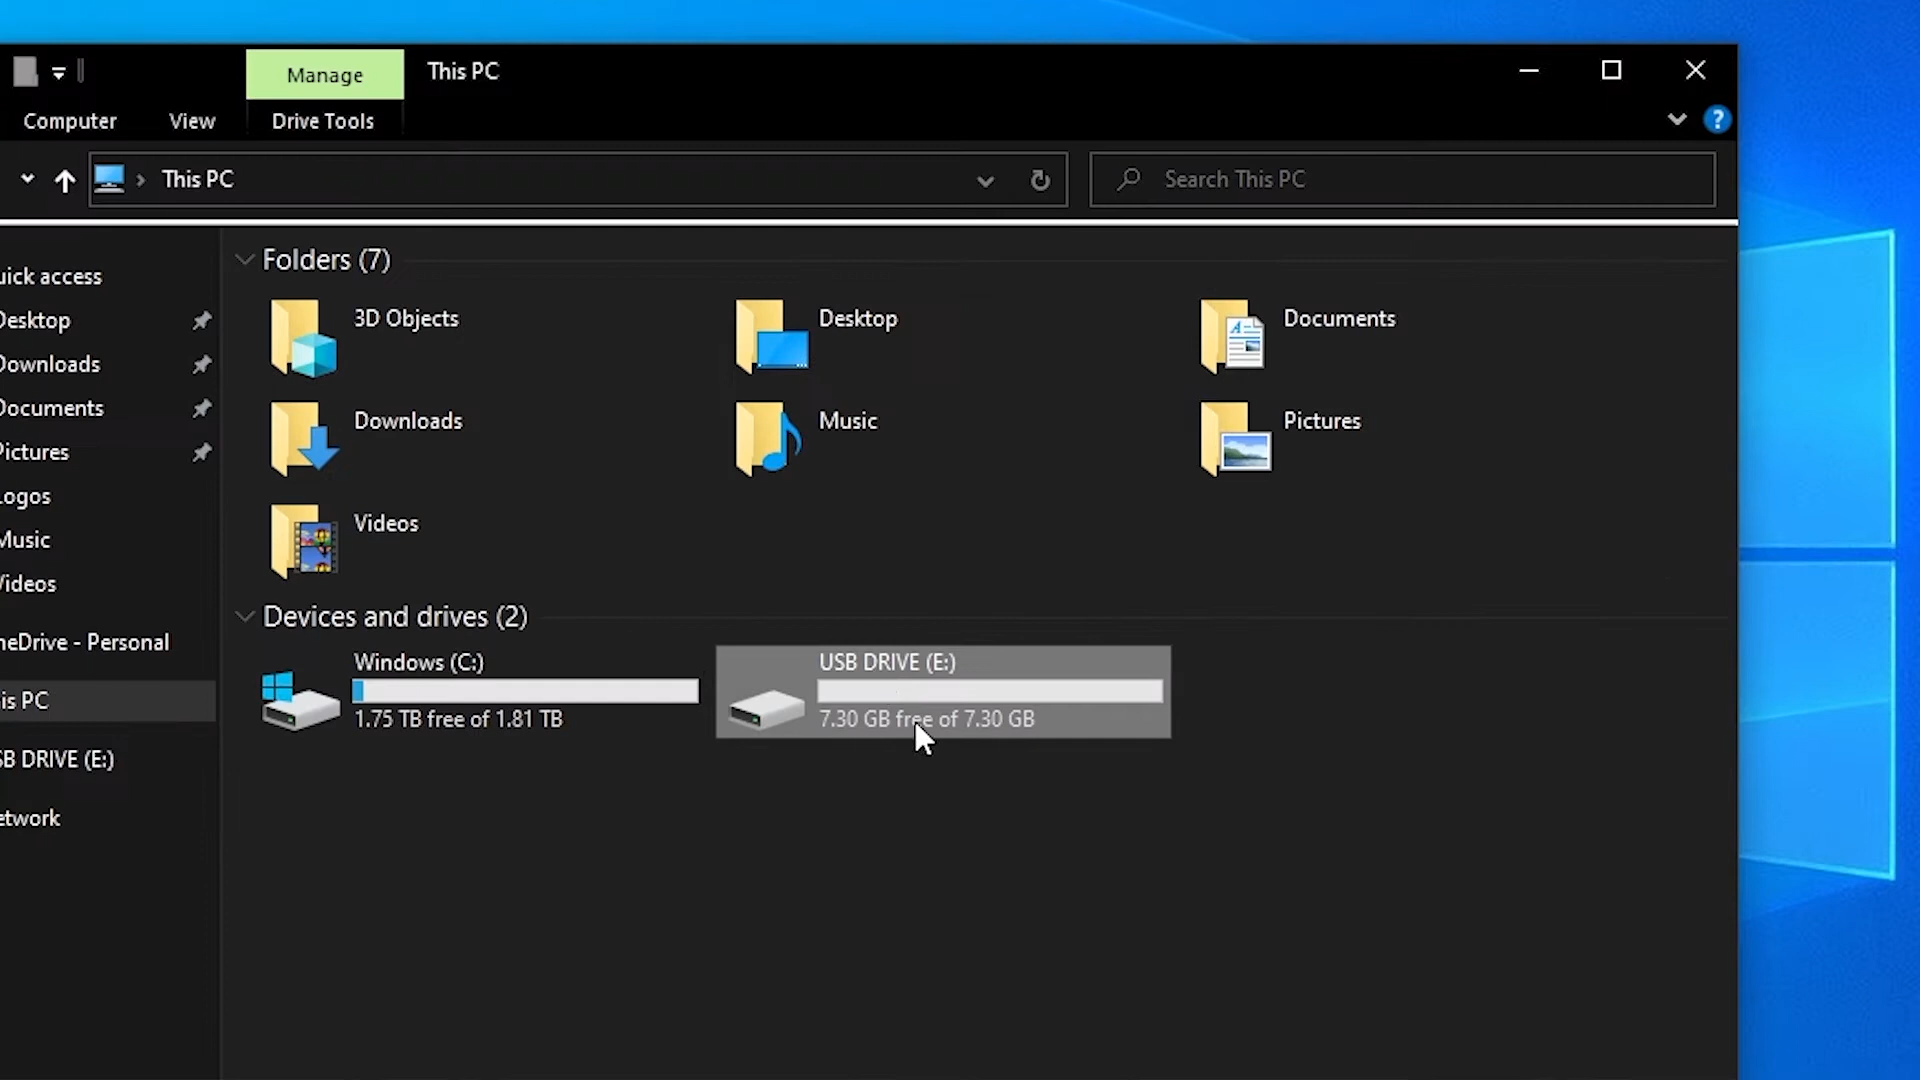 Manage
This PC
Computer
View
Drive Tools
?
This PC
Search This PC
uick access
Desktop
Downloads
Documents
Pictures
Logos
Music
Videos
neDrive - Personal
is PC
SB DRIVE (E:)
etwork
Folders (7)
3D Objects
Desktop
Documents
Downloads
Music
Pictures
Videos
Devices and drives (2)
Windows (C:)
1.75 TB free of 1.81 TB
USB DRIVE (E:)
7.30 GB free of 7.30 GB